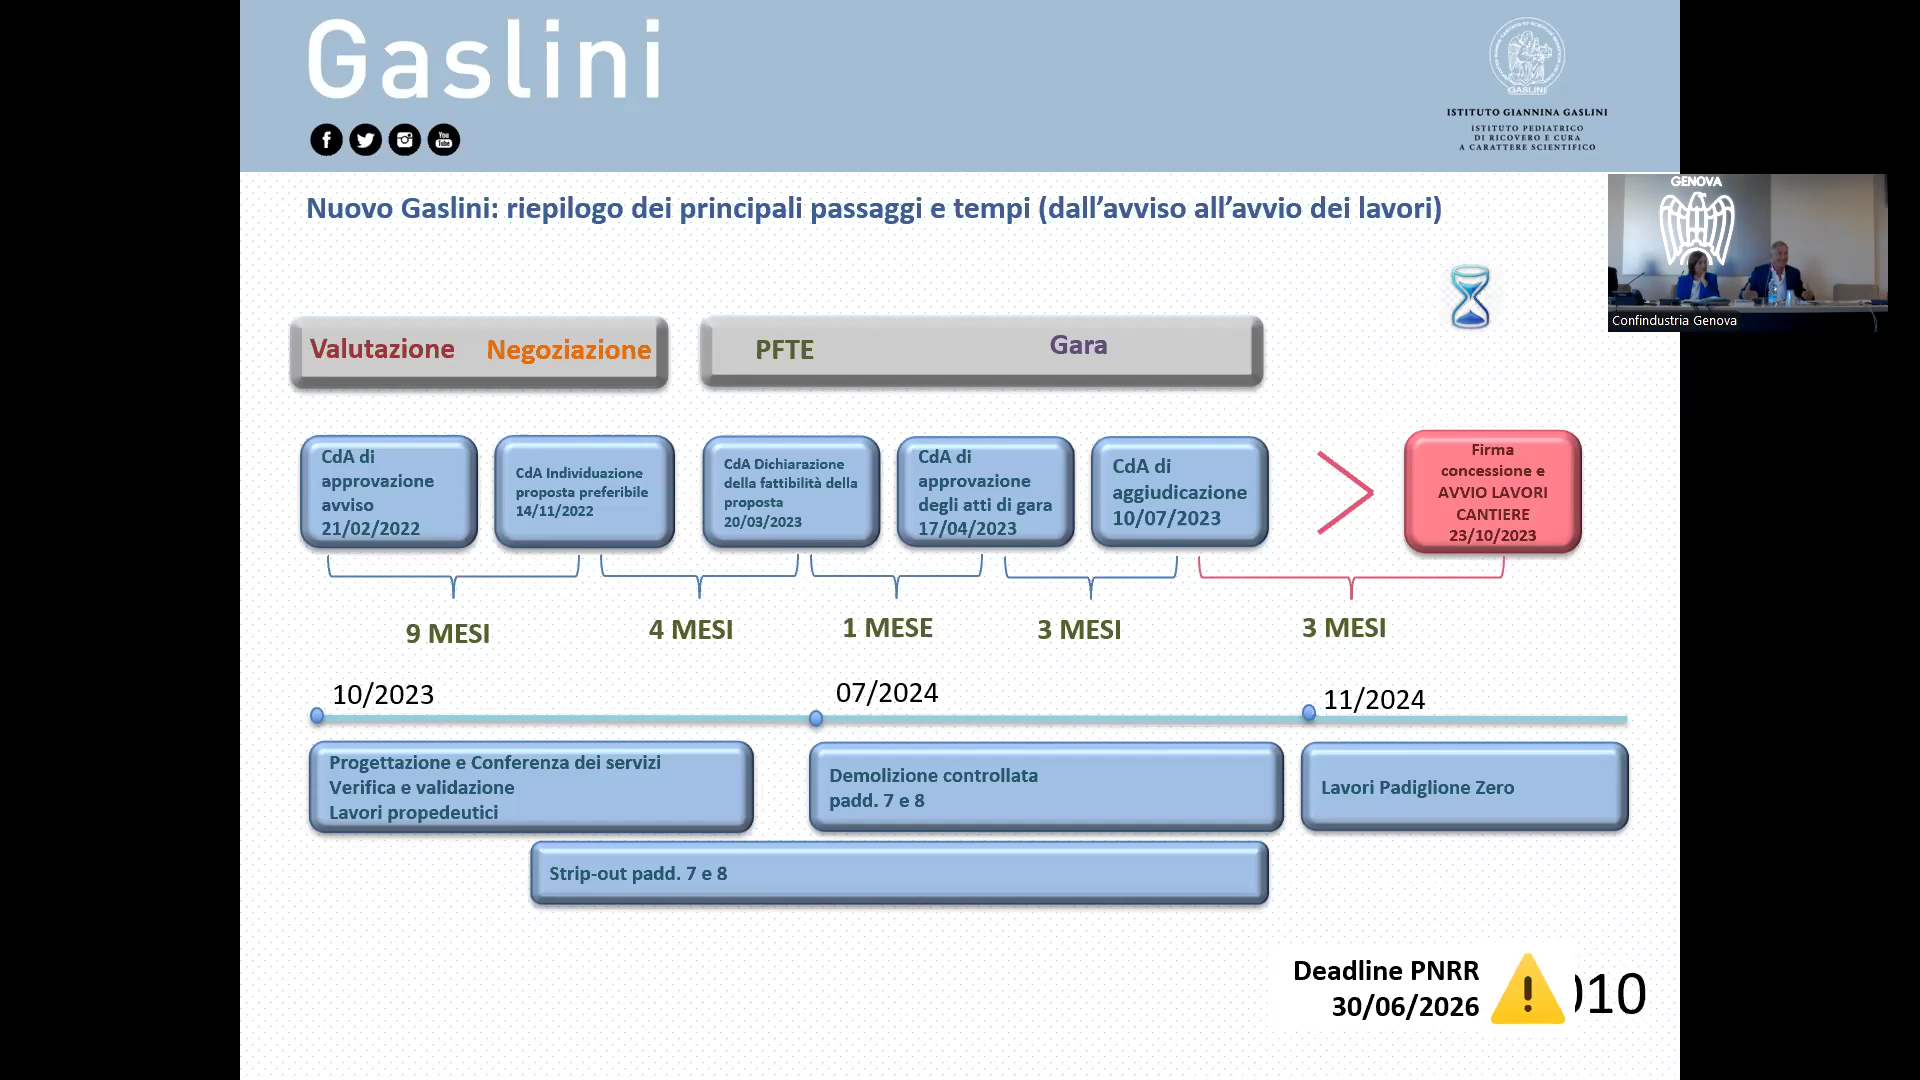 Gaslini
f
You
Tube
GASLINI
ISTITUTO GIANNINA GASLINI
ISTITUTO PEDIATRICO
DI RICOVERO E CURA
A CARATTERE SCIENTIFICO
Nuovo Gaslini: riepilogo dei principali passaggi e tempi (dall'avviso all'avvio dei lavori)
GENOVA
Confindustria Genova
Valutazione
Negoziazione
PFTE
Gara
CdA di
approvazione
avviso
21/02/2022
CdA Individuazione
proposta preferibile
14/11/2022
CdA Dichiarazione
della fattibilità della
proposta
20/03/2023
CdA di
approvazione
degli atti di gara
17/04/2023
CdA di
aggiudicazione
10/07/2023
Firma
concessione e
AVVIO LAVORI
CANTIERE
23/10/2023
9 MESI
4 MESI
1 MESE
3 MESI
3 MESI
10/2023
07/2024
11/2024
Progettazione e Conferenza dei servizi
Verifica e validazione
Lavori propedeutici
Demolizione controllata
padd. 7 e 8
Lavori Padiglione Zero
Strip-out padd. 7 e 8
Deadline PNRR
30/06/2026
10